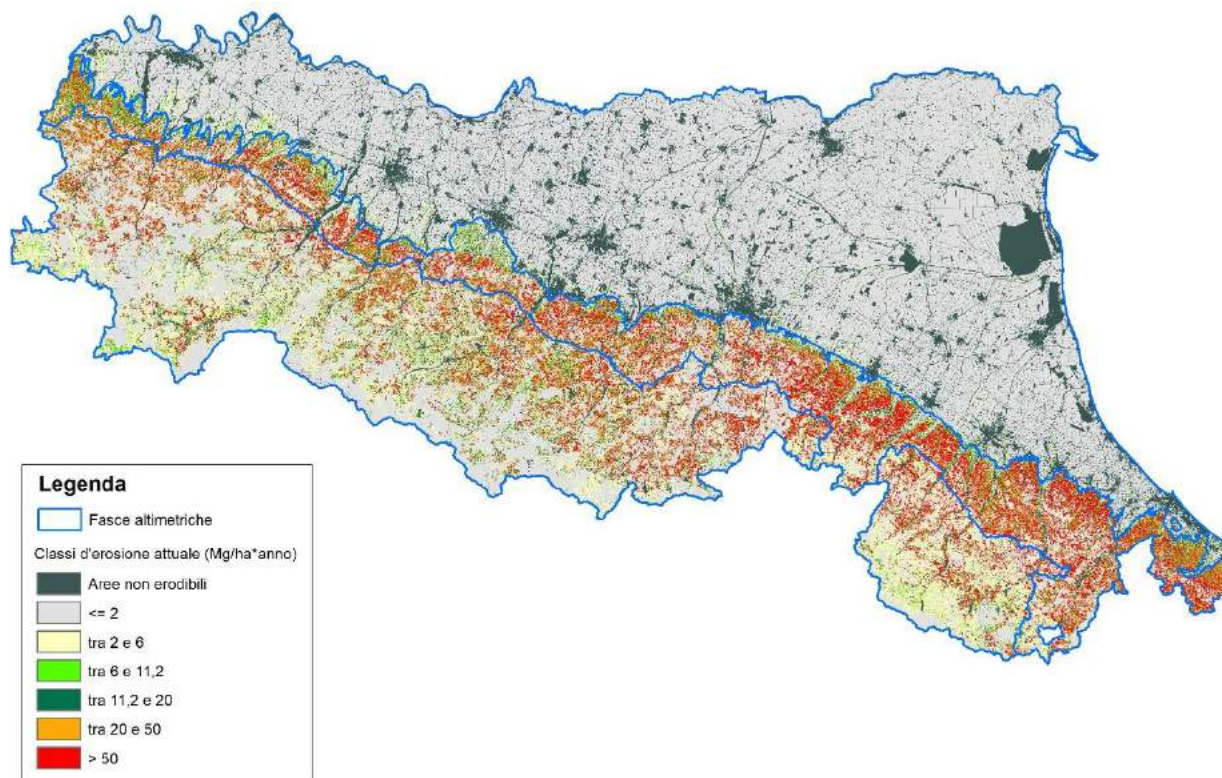 Legenda
Fasce altimetriche
Classi d'erosione attuale (Mg/ha*anno)
Aree non erodibili
<= 2
tra 2 e 6
tra 6 e 11,2
tra 11,2 e 20
tra 20 e 50
> 50